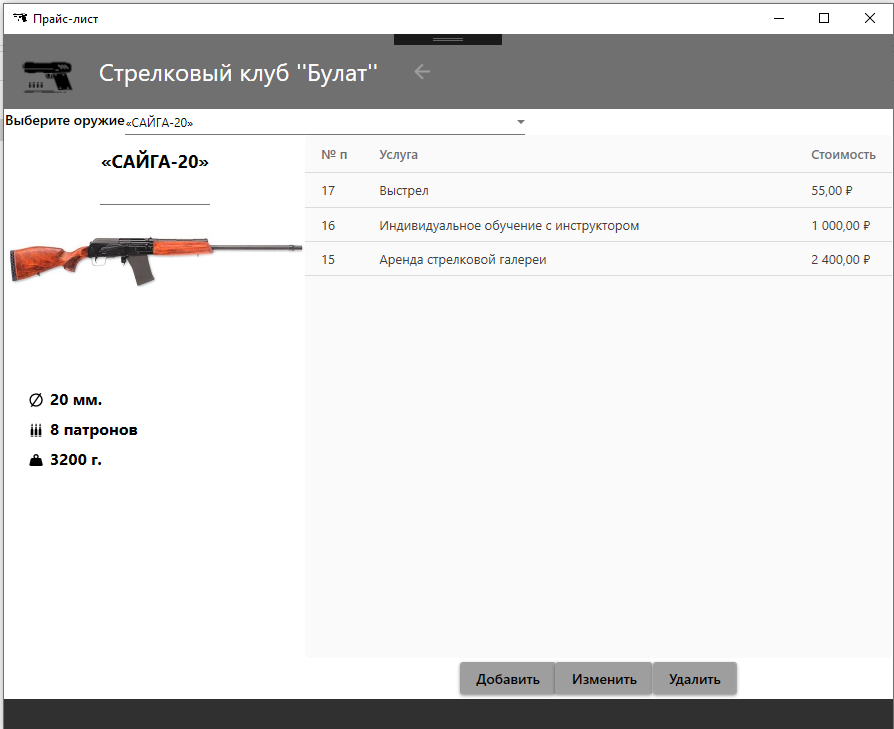 Прайс-лист
Стрелковый клуб "Булат"
Выберите оружие «САЙГА-20»
«САЙГА-20»
№ п Услуга Стоимость
17 Выстрел 55,00 ₽
16 Индивидуальное обучение с инструктором 1 000,00 ₽
15 Аренда стрелковой галереи 2 400,00 ₽
20 мм.
8 патронов
3200 г.
Добавить Изменить Удалить